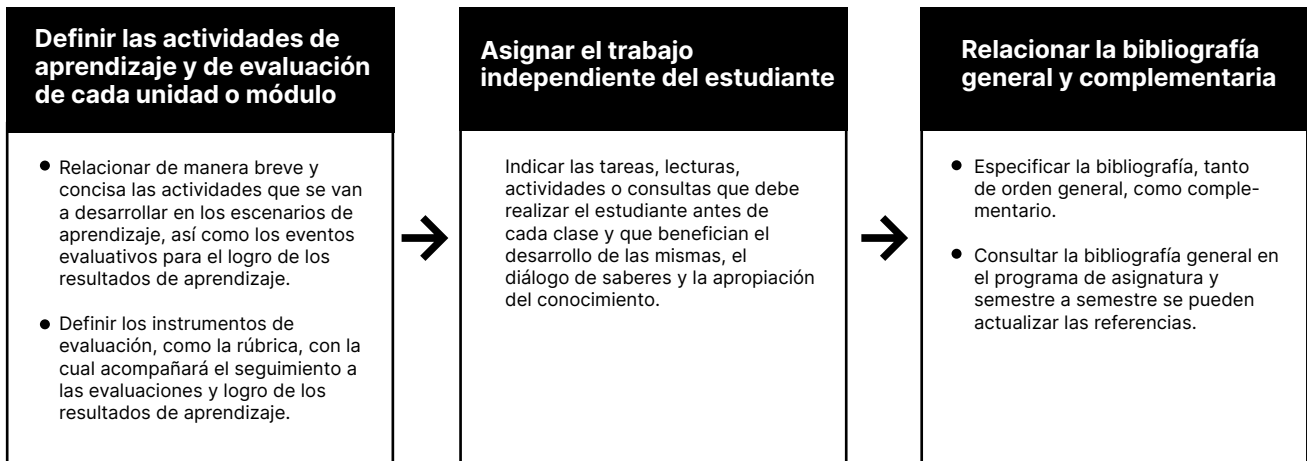 Definir las actividades de
aprendizaje y de evaluación
de cada unidad o módulo
Relacionar de manera breve y
concisa las actividades que se van
a desarrollar en los escenarios de
aprendizaje, así como los eventos
evaluativos para el logro de los
resultados de aprendizaje.
Definir los instrumentos de
evaluación, como la rúbrica, con la
cual acompañará el seguimiento a
las evaluaciones y logro de los
resultados de aprendizaje.
Asignar el trabajo
independiente del estudiante
Indicar las tareas, lecturas,
actividades o consultas que debe
realizar el estudiante antes de
cada clase y que benefician el
desarrollo de las mismas, el
diálogo de saberes y la apropiación
del conocimiento.
Relacionar la bibliografía
general y complementaria
Especificar la bibliografía, tanto
de orden general, como comple-
mentario.
Consultar la bibliografía general en
el programa de asignatura y
semestre a semestre se pueden
actualizar las referencias.